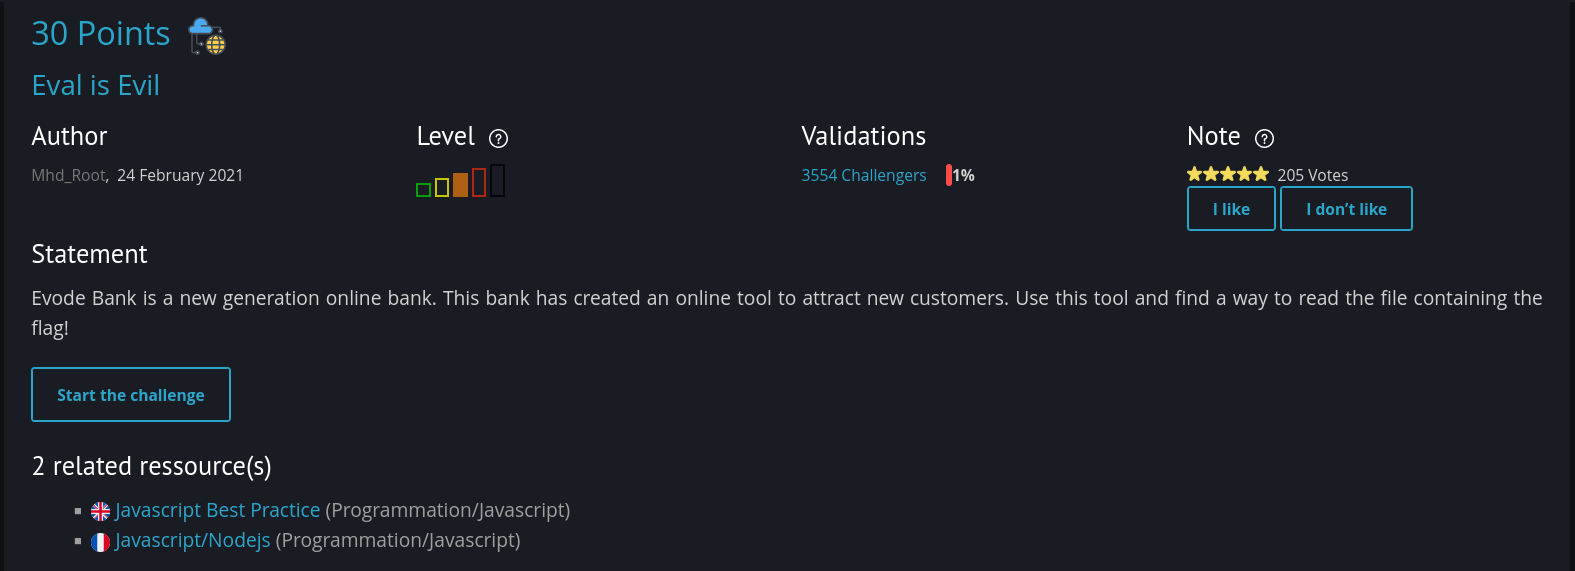 30 Points
Eval is Evil
Author Level ? Validations Note ?
Mhd_Root, 24 February 2021 3554 Challengers 1% 205 Votes
I like I don't like
Statement
Evode Bank is a new generation online bank. This bank has created an online tool to attract new customers. Use this tool and find a way to read the file containing the
flag!
Start the challenge
2 related ressource(s)
Javascript Best Practice (Programmation/Javascript)
Javascript/Nodejs (Programmation/Javascript)